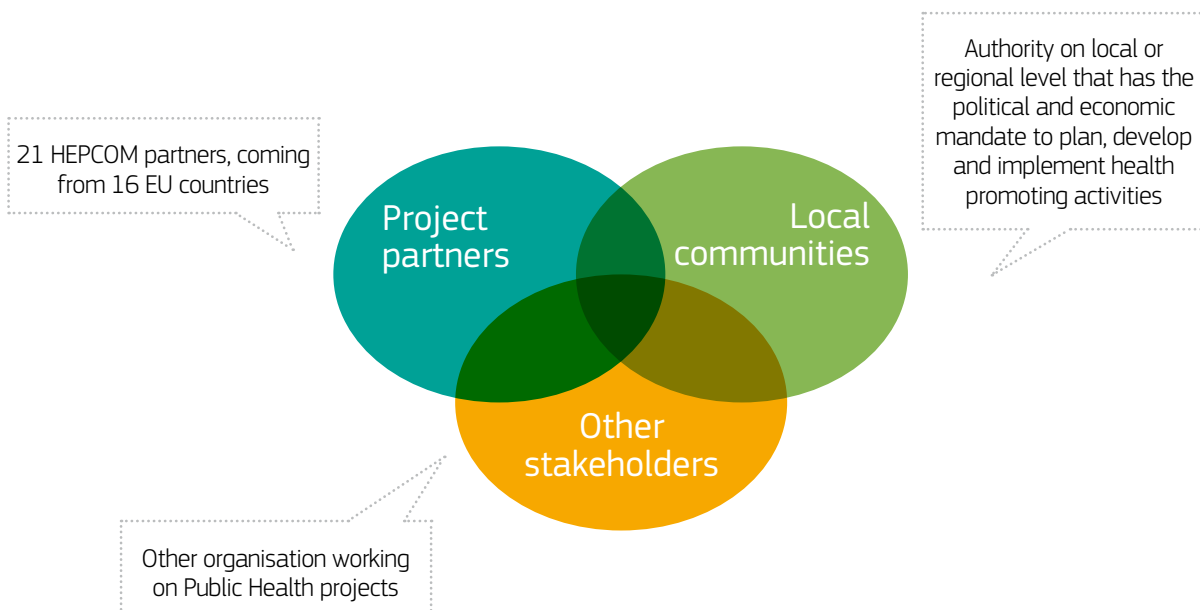 Authority on local or
regional level that has the
political and economic
mandate to plan, develop
and implement health
promoting activities
21 HEPCOM partners, coming
from 16 EU countries
Project
partners
Local
communities
Other
stakeholders
Other organisation working
on Public Health projects